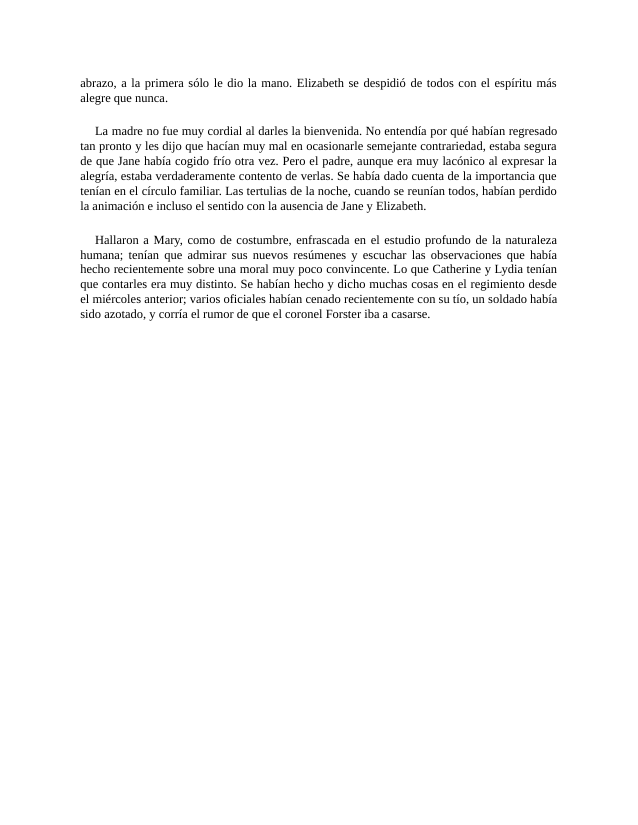 abrazo, a la primera sólo le dio la mano. Elizabeth se despidió de todos con el espíritu más
alegre que nunca.
La madre no fue muy cordial al darles la bienvenida. No entendía por qué habían regresado
tan pronto y les dijo que hacían muy mal en ocasionarle semejante contrariedad, estaba segura
de que Jane había cogido frío otra vez. Pero el padre, aunque era muy lacónico al expresar la
alegría, estaba verdaderamente contento de verlas. Se había dado cuenta de la importancia que
tenían en el círculo familiar. Las tertulias de la noche, cuando se reunían todos, habían perdido
la animación e incluso el sentido con la ausencia de Jane y Elizabeth.
Hallaron a Mary, como de costumbre, enfrascada en el estudio profundo de la naturaleza
humana; tenían que admirar sus nuevos resúmenes y escuchar las observaciones que había
hecho recientemente sobre una moral muy poco convincente. Lo que Catherine y Lydia tenían
que contarles era muy distinto. Se habían hecho y dicho muchas cosas en el regimiento desde
el miércoles anterior; varios oficiales habían cenado recientemente con su tío, un soldado había
sido azotado, y corría el rumor de que el coronel Forster iba a casarse.